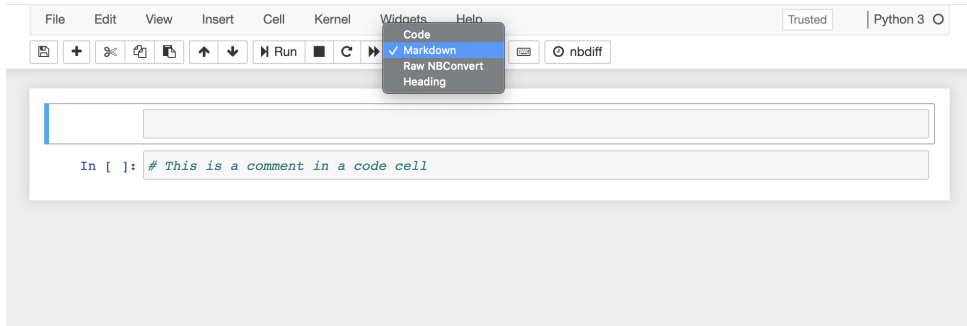 File Edit View Insert Cell Kernel Widgets Help Trusted Python 3
Run nbdiff
Code
✓ Markdown
Raw NBConvert
Heading
In [ ]: # This is a comment in a code cell